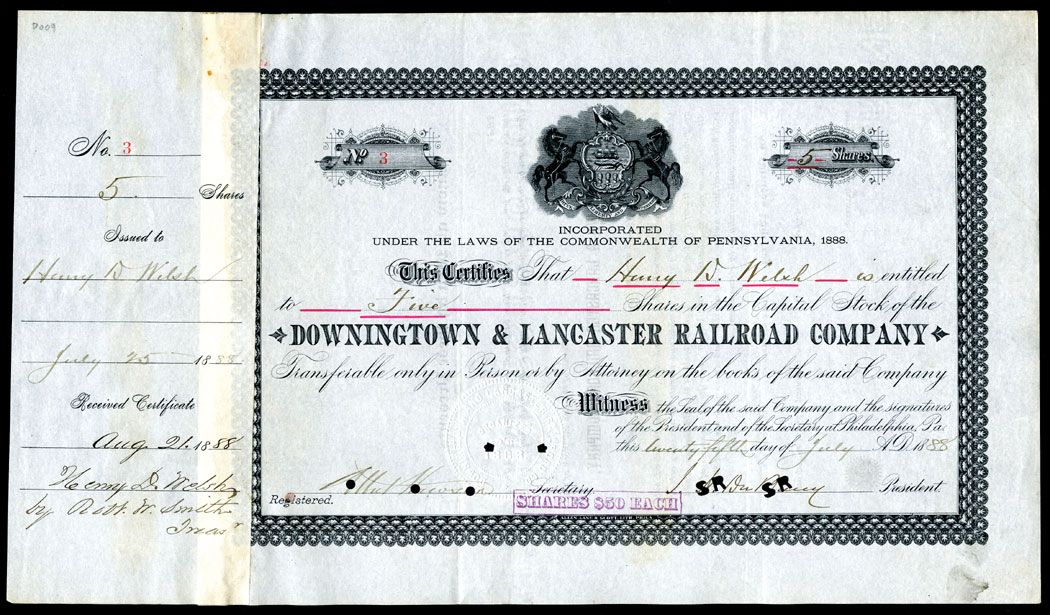 D009
No. 3
5 Shares
Issued to
Henry D. Welsh
July 25 1888
Received Certificate
Aug 21. 1888
Henry D. Welsh
by Robt. W. Smith
Treasr
No 3
5 Shares.
INCORPORATED
UNDER THE LAWS OF THE COMMONWEALTH OF PENNSYLVANIA, 1888.
This Certifies That Henry D. Welsh is entitled
to Five Shares in the Capital Stock of the
DOWNINGTOWN & LANCASTER RAILROAD COMPANY
Transferable only in Person or by Attorney on the books of the said Company
Witness the Seal of the said Company and the signatures
of the President and of the Secretary at Philadelphia, Pa.
this twenty fifth day of July A.D. 1888
Secretary President.
Registered.
SHARES $50 EACH